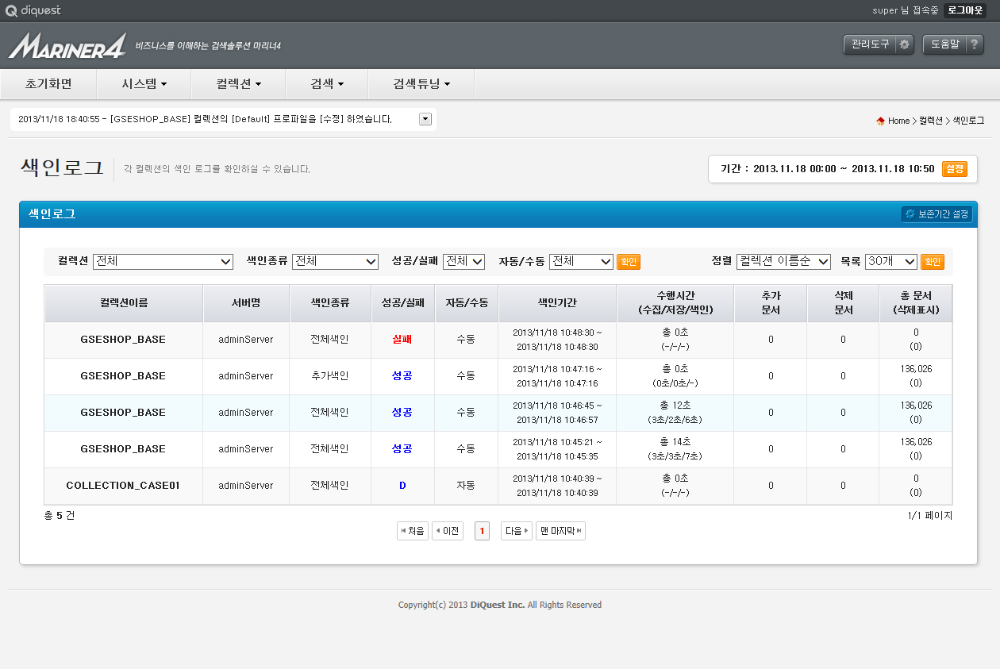 diquest
super 님 접속중 로그아웃
MARINER4 비즈니스를 이해하는 검색솔루션 마리너4
관리도구 도움말 ?
초기화면 시스템 컬렉션 검색 검색튜닝
2013/11/18 18:40:55 - [GSESHOP_BASE] 컬렉션의 [Default] 프로파일을 [수정] 하였습니다.
Home > 컬렉션 > 색인로그
색인로그 각 컬렉션의 색인 로그를 확인하실 수 있습니다.
기간 : 2013.11.18 00:00 ~ 2013.11.18 10:50 설정
색인로그 보존기간 설정
컬렉션 전체 색인종류 전체 성공/실패 전체 자동/수동 전체 확인 정렬 컬렉션 이름순 목록 30개 확인
컬렉션이름 서버명 색인종류 성공/실패 자동/수동 색인기간 수행시간 추가 삭제 총 문서
(수집/저장/색인) 문서 문서 (삭제표시)
GSESHOP_BASE adminServer 전체색인 실패 수동 2013/11/18 10:48:30 ~ 총 0초 0 0 0
2013/11/18 10:48:30 (-/-/-) (0)
GSESHOP_BASE adminServer 추가색인 성공 수동 2013/11/18 10:47:16 ~ 총 0초 0 0 136,026
2013/11/18 10:47:16 (0초/0초/-) (0)
GSESHOP_BASE adminServer 전체색인 성공 수동 2013/11/18 10:46:45 ~ 총 12초 0 0 136,026
2013/11/18 10:46:57 (3초/2초/6초) (0)
GSESHOP_BASE adminServer 전체색인 성공 수동 2013/11/18 10:45:21 ~ 총 14초 0 0 136,026
2013/11/18 10:45:35 (3초/3초/7초) (0)
COLLECTION_CASE01 adminServer 전체색인 D 자동 2013/11/18 10:40:39 ~ 총 0초 0 0 0
2013/11/18 10:40:39 (-/-/-) (0)
총 5 건 1/1 페이지
처음 이전 1 다음 맨 마지막
Copyright(c) 2013 DiQuest Inc. All Rights Reserved